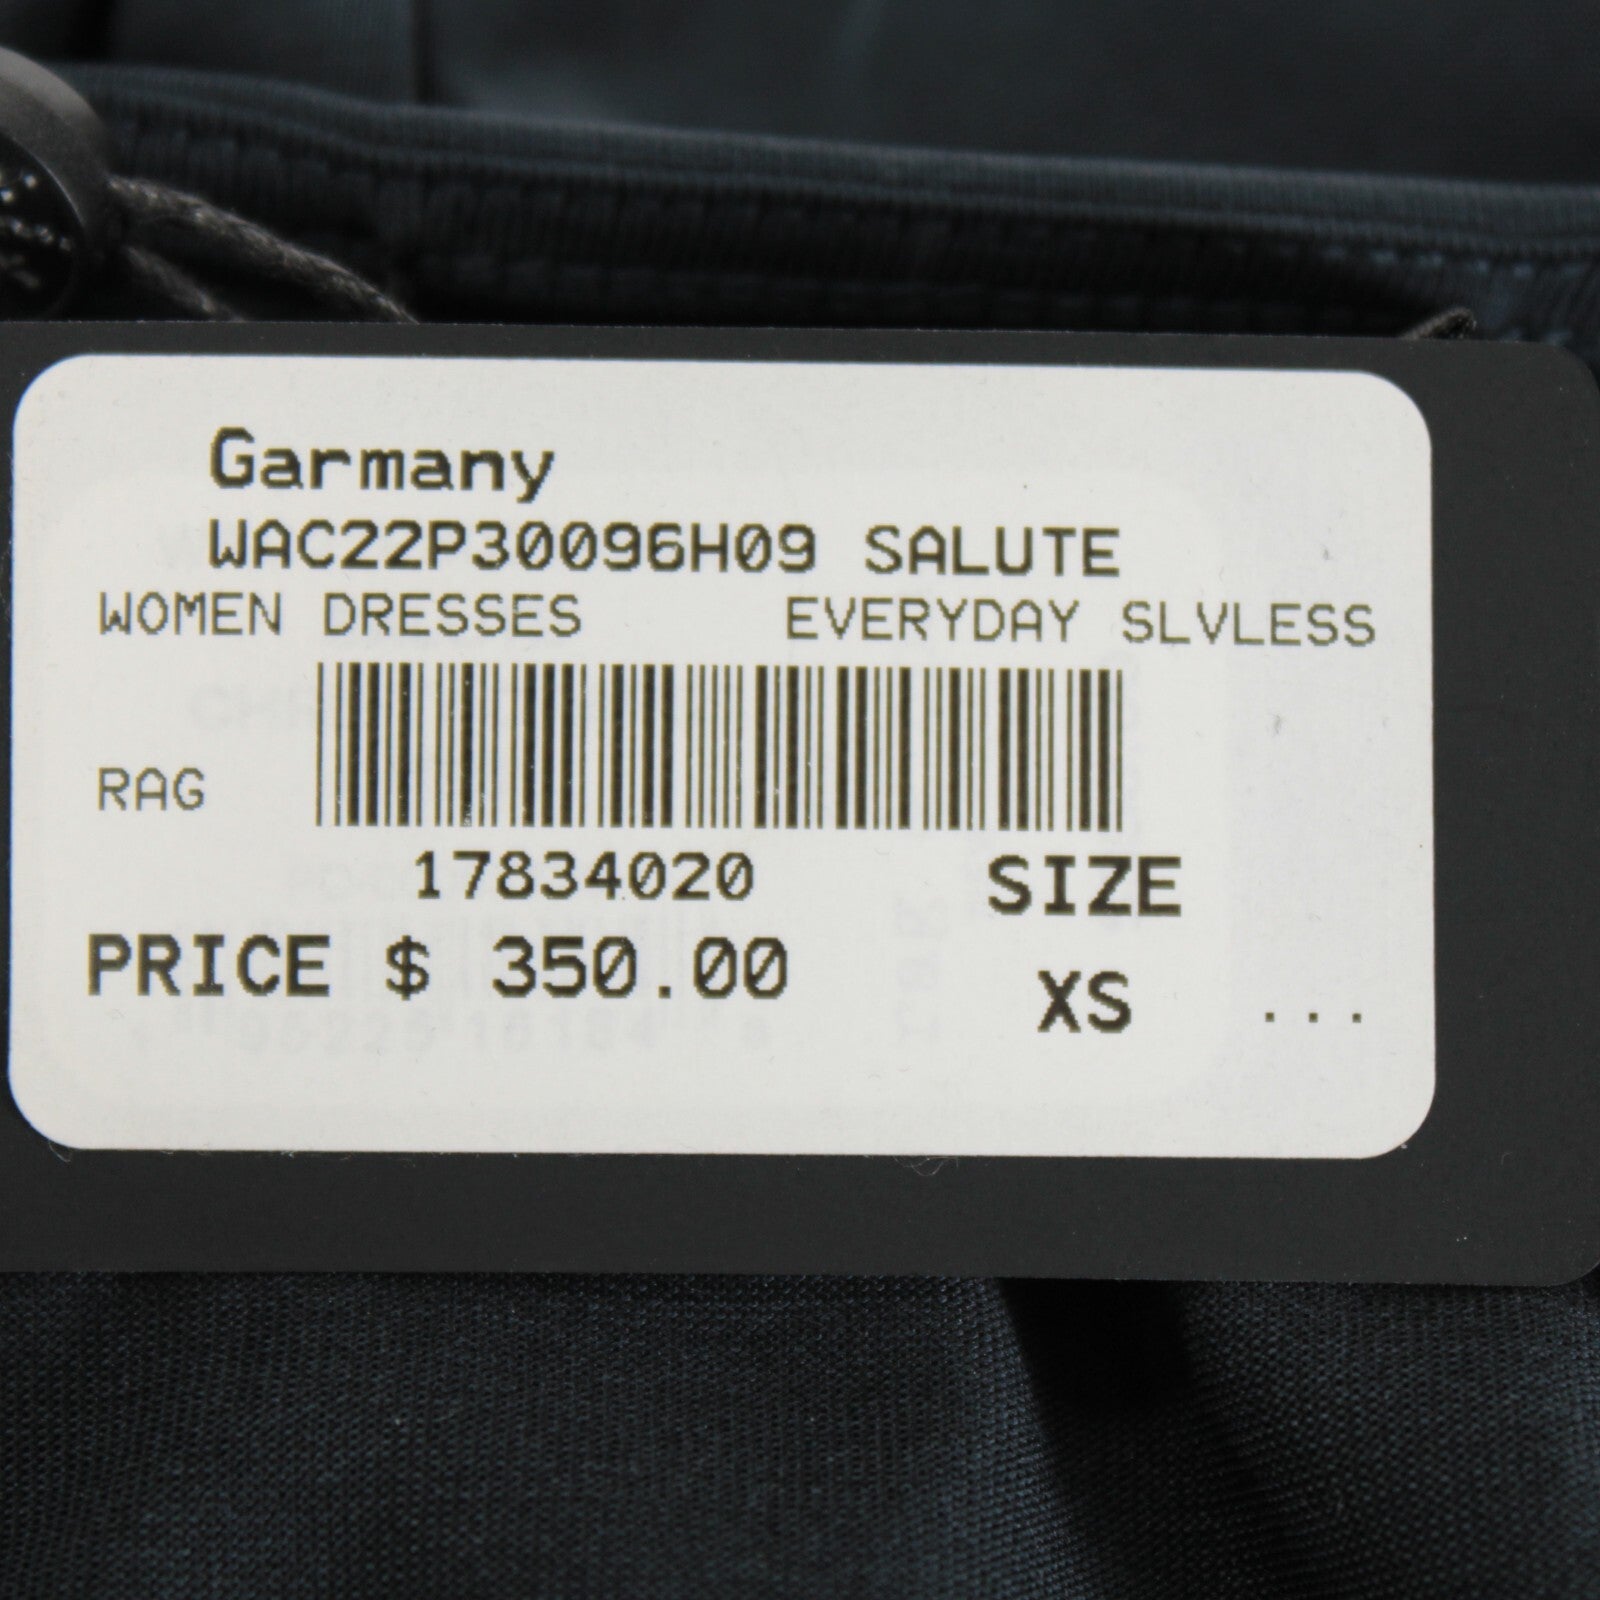 Garmany
WAC22P30096H09 SALUTE
WOMEN DRESSES EVERYDAY SLVLESS
RAG
17834020 SIZE
PRICE $ 350.00
XS ...